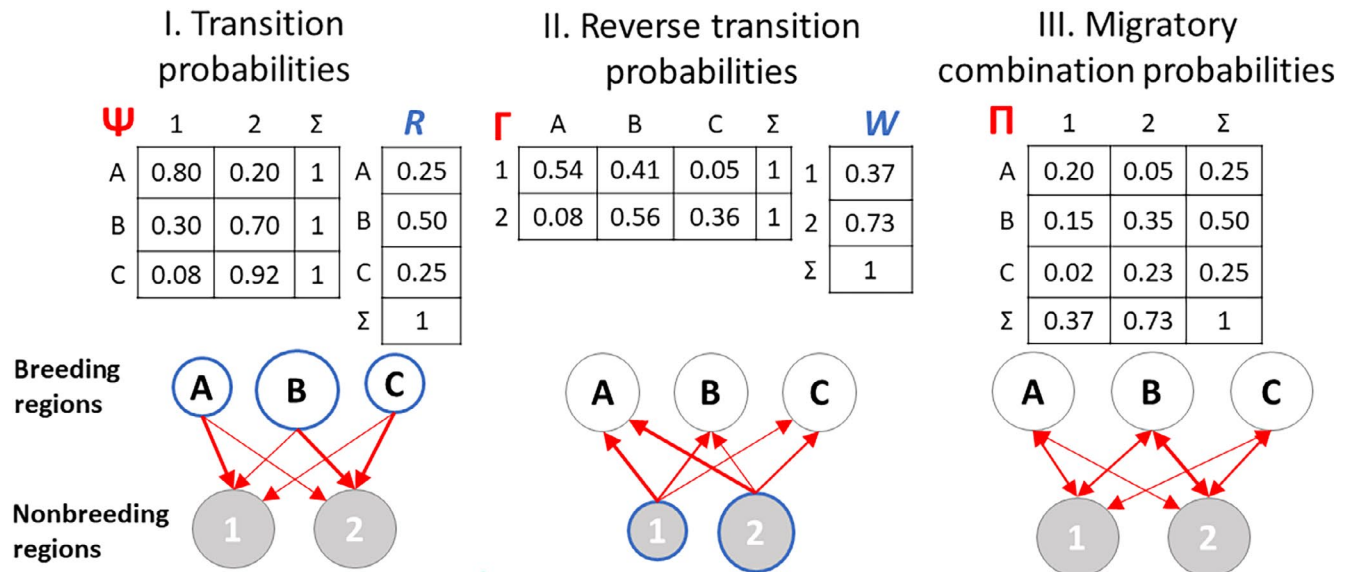 I. Transition
probabilities
Ψ 1 2 Σ R
A 0.80 0.20 1 A 0.25
B 0.30 0.70 1 B 0.50
C 0.08 0.92 1 C 0.25
Σ 1
II. Reverse transition
probabilities
Γ A B C Σ W
1 0.54 0.41 0.05 1 1 0.37
2 0.08 0.56 0.36 1 2 0.73
Σ 1
III. Migratory
combination probabilities
Π 1 2 Σ
A 0.20 0.05 0.25
B 0.15 0.35 0.50
C 0.02 0.23 0.25
Σ 0.37 0.73 1
Breeding
regions
A B C
A B C
A B C
Nonbreeding
regions
1 2
1 2
1 2